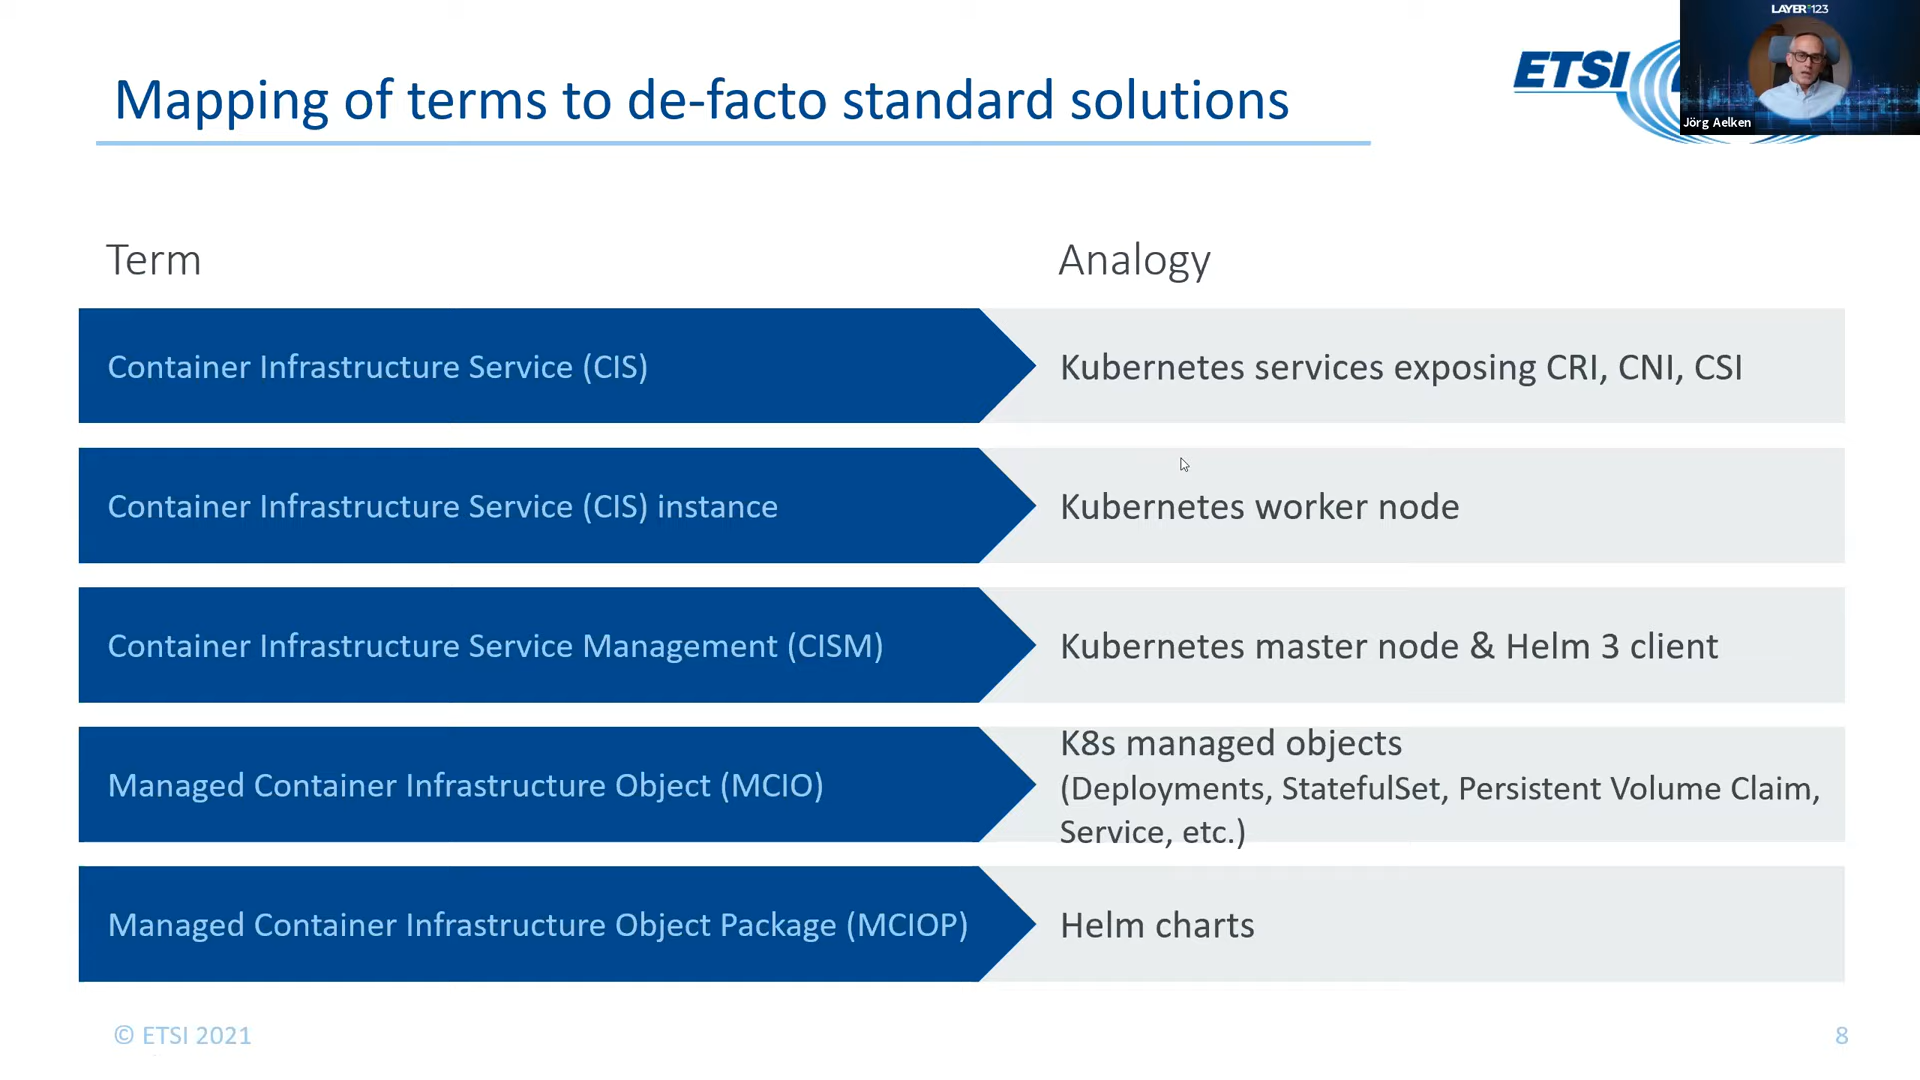 LAYER123
Mapping of terms to de-facto standard solutions
ETSI
Jörg Aelken
Term
Analogy
Container Infrastructure Service (CIS)
Kubernetes services exposing CRI, CNI, CSI
Container Infrastructure Service (CIS) instance
Kubernetes worker node
Container Infrastructure Service Management (CISM)
Kubernetes master node & Helm 3 client
Managed Container Infrastructure Object (MCIO)
K8s managed objects
(Deployments, StatefulSet, Persistent Volume Claim,
Service, etc.)
Managed Container Infrastructure Object Package (MCIOP)
Helm charts
© ETSI 2021
8